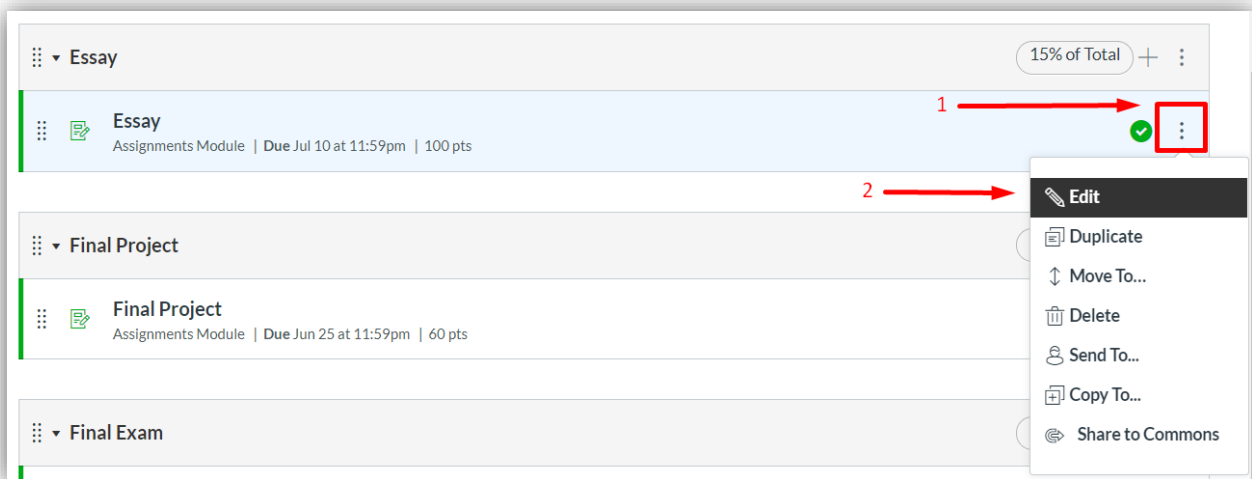 Essay
15% of Total
1
Essay
Assignments Module | Due Jul 10 at 11:59pm | 100 pts
2
Edit
Final Project
Duplicate
Move To...
Final Project
Delete
Assignments Module | Due Jun 25 at 11:59pm | 60 pts
Send To...
Copy To...
Final Exam
Share to Commons